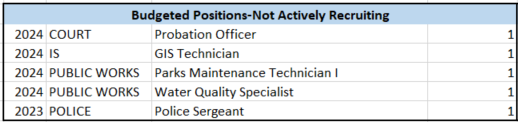 Budgeted Positions-Not Actively Recruiting
2024 COURT Probation Officer 1
2024 IS GIS Technician 1
2024 PUBLIC WORKS Parks Maintenance Technician I 1
2024 PUBLIC WORKS Water Quality Specialist 1
2023 POLICE Police Sergeant 1